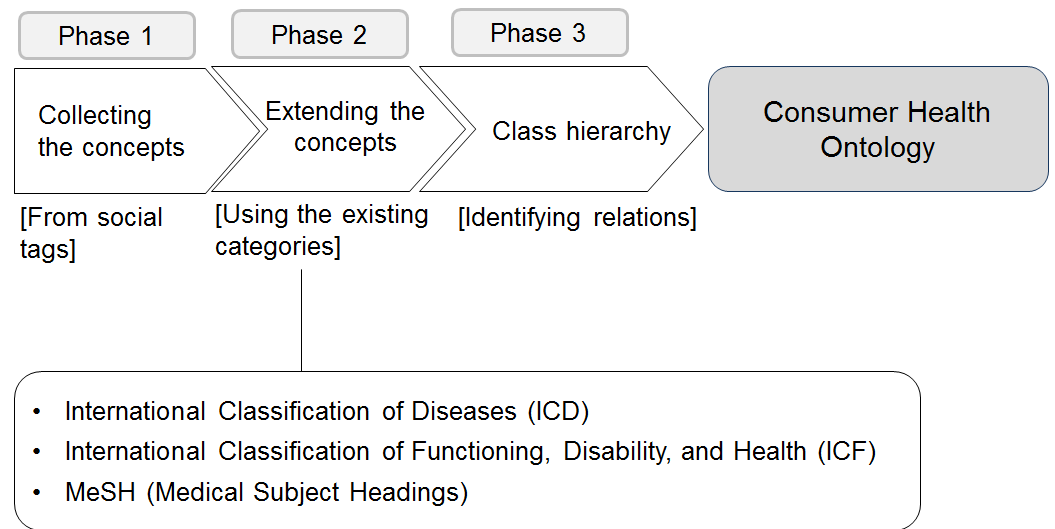 Phase 1
Phase 2
Phase 3
Collecting
the concepts
Extending the
concepts
Class hierarchy
Consumer Health
Ontology
[From social
tags]
[Using the existing
categories]
[Identifying relations]
• International Classification of Diseases (ICD)
• International Classification of Functioning, Disability, and Health (ICF)
• MeSH (Medical Subject Headings)